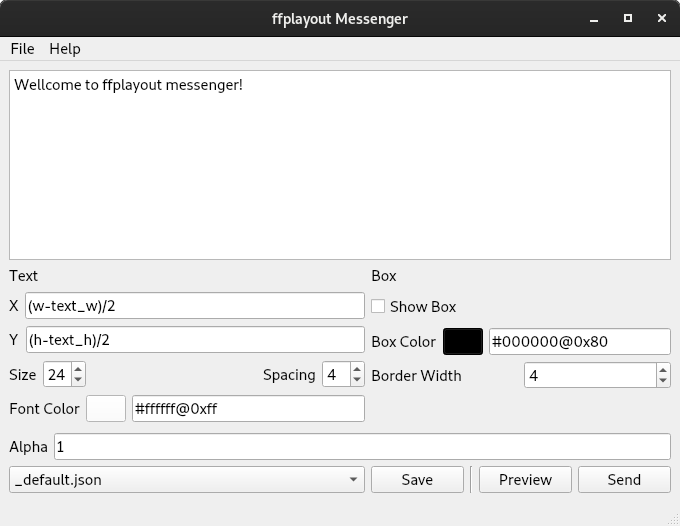 ffplayout Messenger
File Help
Wellcome to ffplayout messenger!
Text Box
X (w-text_w)/2 Show Box
Y (h-text_h)/2 Box Color #000000@0x80
Size 24 Spacing 4 Border Width 4
Font Color #ffffff@0xff
Alpha 1
_default.json Save Preview Send